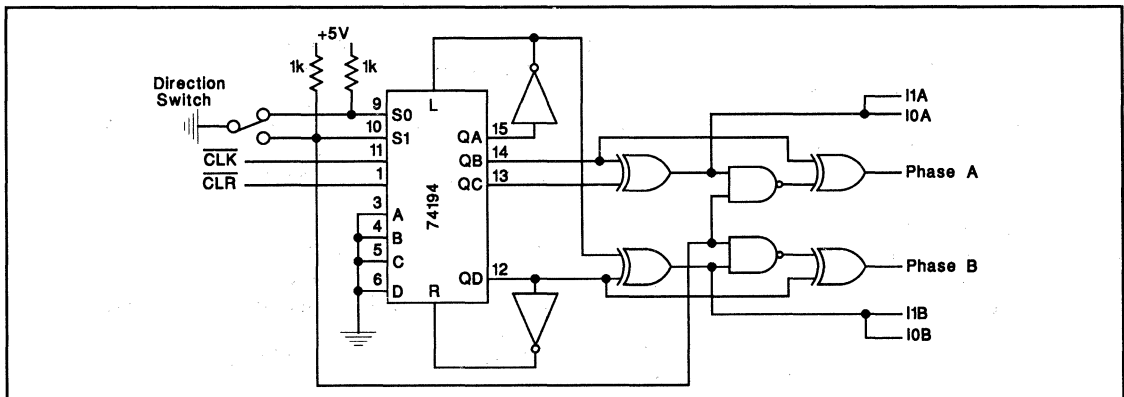 +5V
1k
1k
Direction
Switch
L
9
S0
10
S1
11
CLK
1
CLR
3
A
4
B
5
C
6
D
74194
R
QA
15
QB
14
QC
13
QD
12
I1A
I0A
Phase A
Phase B
I1B
I0B